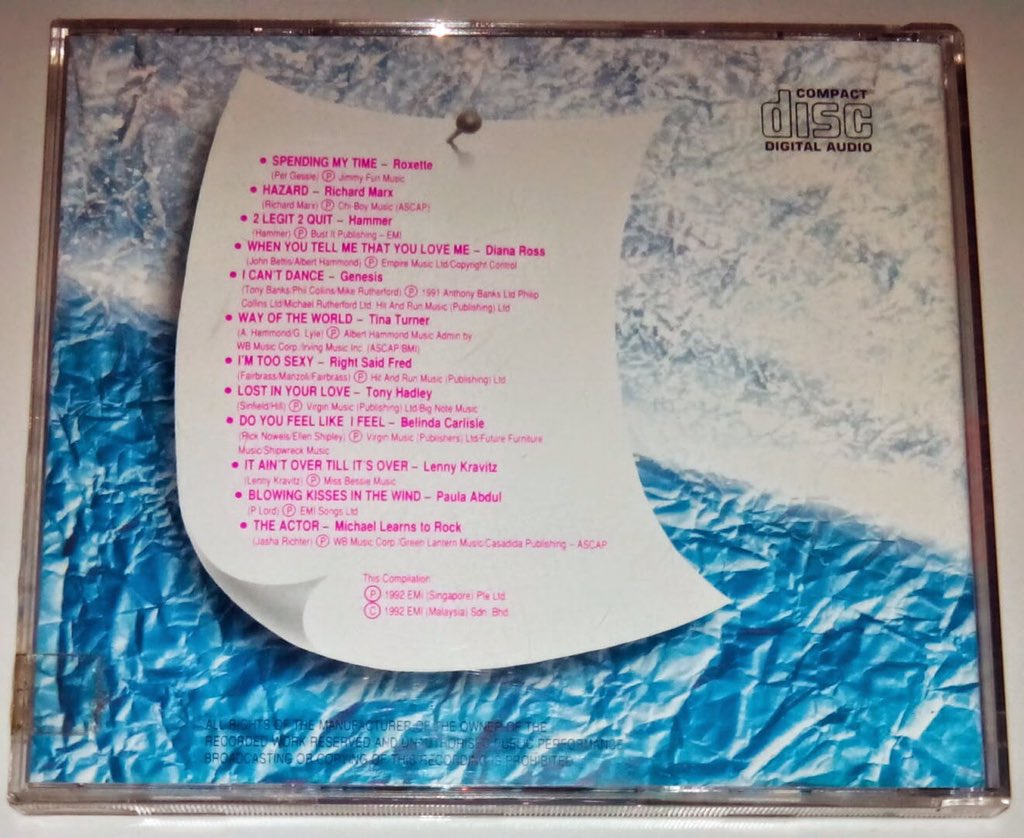 COMPACT
disc
DIGITAL AUDIO
• SPENDING MY TIME – Roxette
(Per Gessle) Ⓟ Jimmy Fun Music
• HAZARD – Richard Marx
(Richard Marx) Ⓟ Chi-Boy Music (ASCAP)
• 2 LEGIT 2 QUIT – Hammer
(Hammer) Ⓟ Bust It Publishing – EMI
• WHEN YOU TELL ME THAT YOU LOVE ME – Diana Ross
(John Bettis/Albert Hammond) Ⓟ Empire Music Ltd/Copyright Control
• I CAN'T DANCE – Genesis
(Tony Banks/Phil Collins/Mike Rutherford) Ⓟ 1991 Anthony Banks Ltd Philip
Collins Ltd/Michael Rutherford Ltd. Hit And Run Music (Publishing) Ltd
• WAY OF THE WORLD – Tina Turner
(A. Hammond/G. Lyle) Ⓟ Albert Hammond Music Admin by
WB Music Corp./Irving Music Inc. (ASCAP BMI)
• I'M TOO SEXY – Right Said Fred
(Fairbrass/Manzoli/Fairbrass) Ⓟ Hit And Run Music (Publishing) Ltd
• LOST IN YOUR LOVE – Tony Hadley
(Sinfield/Hill) Ⓟ Virgin Music (Publishing) Ltd/Big Note Music
• DO YOU FEEL LIKE I FEEL – Belinda Carlisle
(Rick Nowels/Ellen Shipley) Ⓟ Virgin Music (Publishers) Ltd/Future Furniture
Music/Shipwreck Music
• IT AIN'T OVER TILL IT'S OVER – Lenny Kravitz
(Lenny Kravitz) Ⓟ Miss Bessie Music
• BLOWING KISSES IN THE WIND – Paula Abdul
(P Lord) Ⓟ EMI Songs Ltd
• THE ACTOR – Michael Learns to Rock
(Jasha Richter) Ⓟ WB Music Corp./Green Lantern Music/Casadida Publishing – ASCAP
This Compilation
Ⓟ 1992 EMI (Singapore) Pte Ltd
Ⓒ 1992 EMI (Malaysia) Sdn. Bhd.
ALL RIGHTS OF THE MANUFACTURER OF THE OWNER OF THE
RECORDED WORK RESERVED AND UNAUTHORISED PUBLIC PERFORMANCE
BROADCASTING OR COPYING OF THIS RECORDING IS PROHIBITED